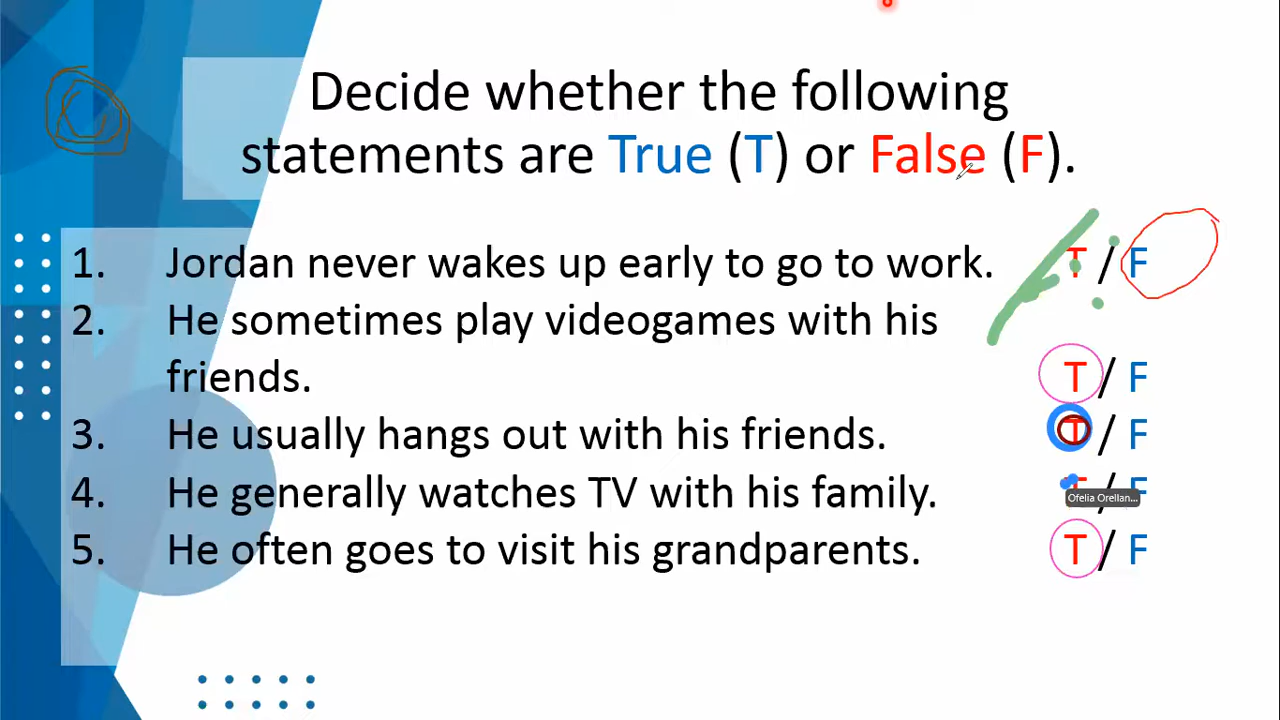 Decide whether the following
statements are True (T) or False (F).
1. Jordan never wakes up early to go to work. T / F
2. He sometimes play videogames with his
friends. T / F
3. He usually hangs out with his friends. T / F
4. He generally watches TV with his family. T / F
Ofelia Orellan...
5. He often goes to visit his grandparents. T / F